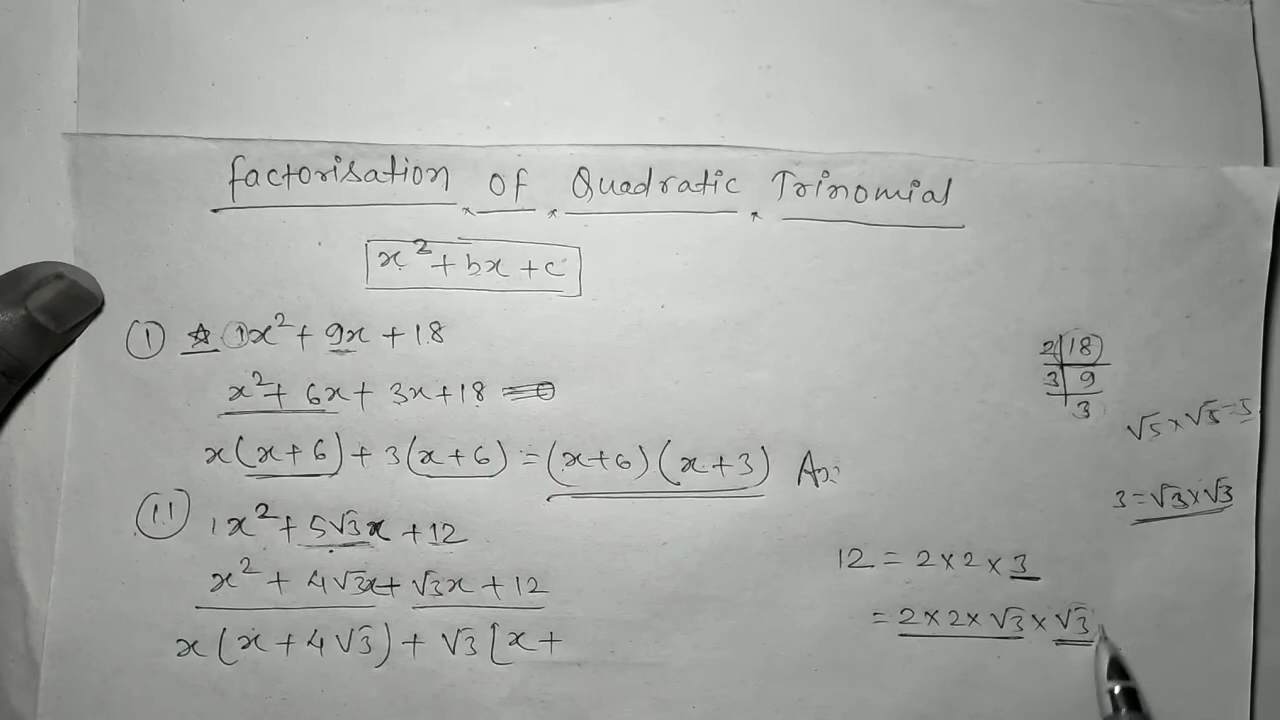 factorisation of Quadratic Trinomial
x² + bx + c
(1) ☆ 1x² + 9x + 18
x² + 6x + 3x + 18
x(x+6) + 3(x+6) = (x+6)(x+3) Ans
(11) 1x² + 5√3x + 12
x² + 4√3x + √3x + 12
x(x+4√3) + √3[x+
2|18
3|9
3
√5×√5=5
3=√3×√3
12 = 2×2×3
= 2×2×√3×√3